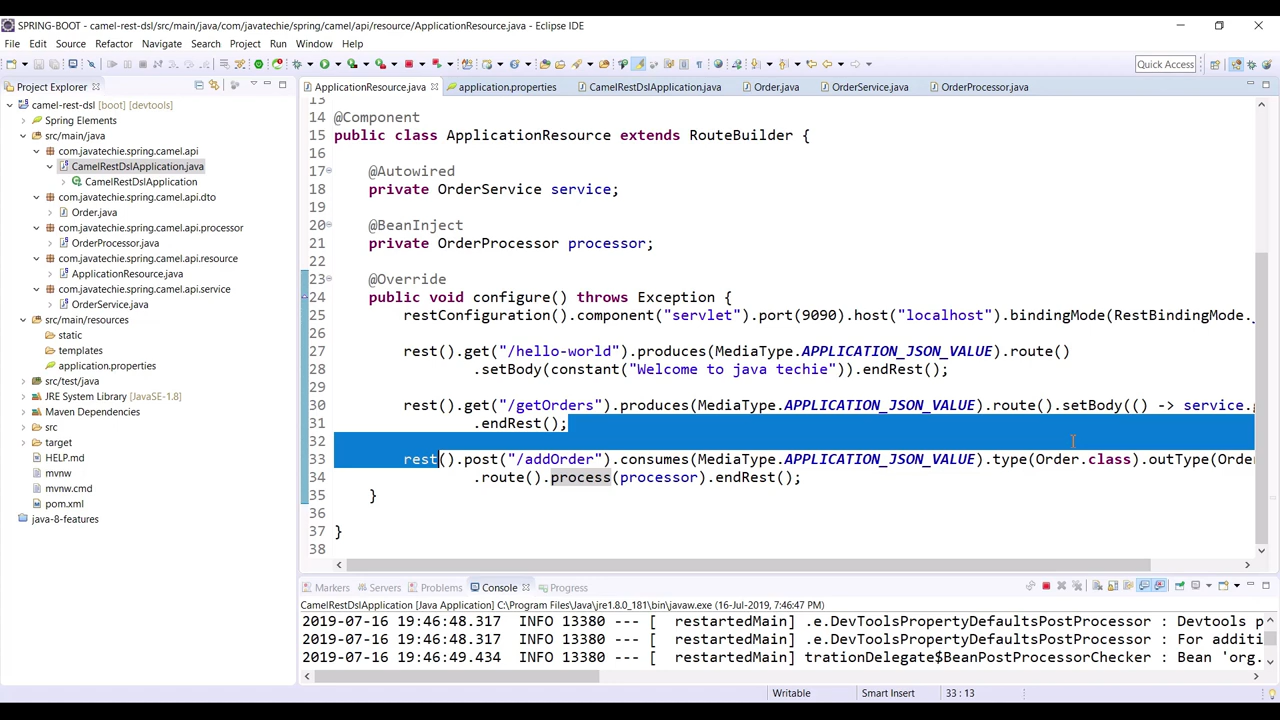 SPRING-BOOT - camel-rest-dsl/src/main/java/com/javatechie/spring/camel/api/resource/ApplicationResource.java - Eclipse IDE
File Edit Source Refactor Navigate Search Project Run Window Help
Quick Access
Project Explorer
camel-rest-dsl [boot] [devtools]
Spring Elements
src/main/java
com.javatechie.spring.camel.api
CamelRestDslApplication.java
CamelRestDslApplication
com.javatechie.spring.camel.api.dto
Order.java
com.javatechie.spring.camel.api.processor
OrderProcessor.java
com.javatechie.spring.camel.api.resource
ApplicationResource.java
com.javatechie.spring.camel.api.service
OrderService.java
src/main/resources
static
templates
application.properties
src/test/java
JRE System Library [JavaSE-1.8]
Maven Dependencies
src
target
HELP.md
mvnw
mvnw.cmd
pom.xml
java-8-features
ApplicationResource.java application.properties CamelRestDslApplication.java Order.java OrderService.java OrderProcessor.java
13
14 @Component
15 public class ApplicationResource extends RouteBuilder {
16
17 @Autowired
18 private OrderService service;
19
20 @BeanInject
21 private OrderProcessor processor;
22
23 @Override
24 public void configure() throws Exception {
25 restConfiguration().component("servlet").port(9090).host("localhost").bindingMode(RestBindingMode.
26
27 rest().get("/hello-world").produces(MediaType.APPLICATION_JSON_VALUE).route()
28 .setBody(constant("Welcome to java techie")).endRest();
29
30 rest().get("/getOrders").produces(MediaType.APPLICATION_JSON_VALUE).route().setBody(() -> service.
31 .endRest();
32
33 rest().post("/addOrder").consumes(MediaType.APPLICATION_JSON_VALUE).type(Order.class).outType(Orde
34 .route().process(processor).endRest();
35 }
36
37 }
38
Markers Servers Problems Console Progress
CamelRestDslApplication [Java Application] C:\Program Files\Java\jre1.8.0_181\bin\javaw.exe (16-Jul-2019, 7:46:47 PM)
2019-07-16 19:46:48.317 INFO 13380 --- [ restartedMain] .e.DevToolsPropertyDefaultsPostProcessor : Devtools p
2019-07-16 19:46:48.317 INFO 13380 --- [ restartedMain] .e.DevToolsPropertyDefaultsPostProcessor : For additi
2019-07-16 19:46:49.434 INFO 13380 --- [ restartedMain] trationDelegate$BeanPostProcessorChecker : Bean 'org.
Writable Smart Insert 33 : 13